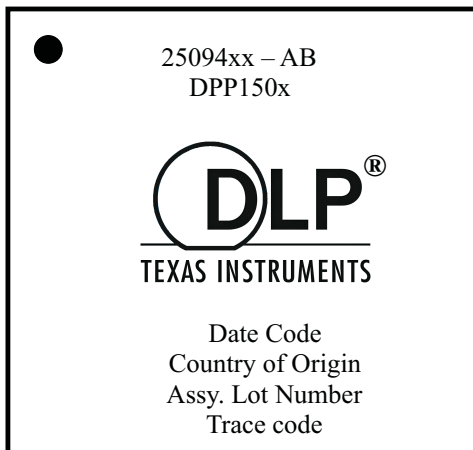 25094xx – AB
DPP150x
DLP®
TEXAS INSTRUMENTS
Date Code
Country of Origin
Assy. Lot Number
Trace code